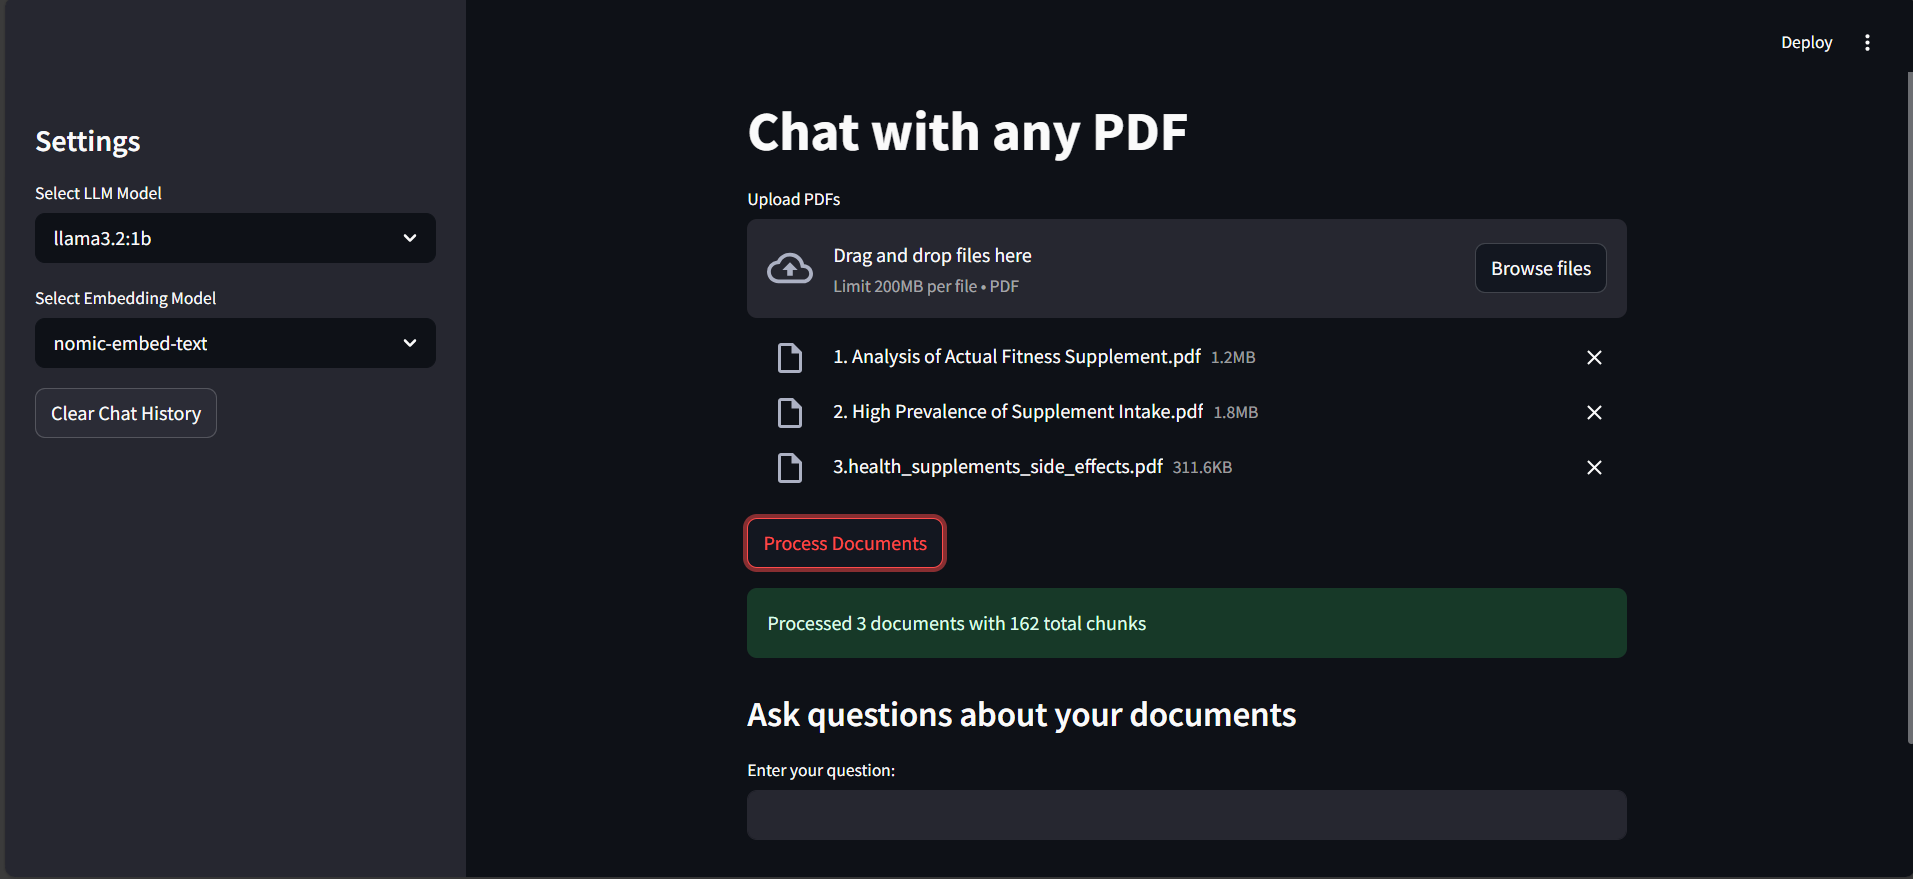 Deploy
Settings
Select LLM Model
llama3.2:1b
Select Embedding Model
nomic-embed-text
Clear Chat History
Chat with any PDF
Upload PDFs
Drag and drop files here
Limit 200MB per file • PDF
Browse files
1. Analysis of Actual Fitness Supplement.pdf 1.2MB
2. High Prevalence of Supplement Intake.pdf 1.8MB
3.health_supplements_side_effects.pdf 311.6KB
Process Documents
Processed 3 documents with 162 total chunks
Ask questions about your documents
Enter your question: